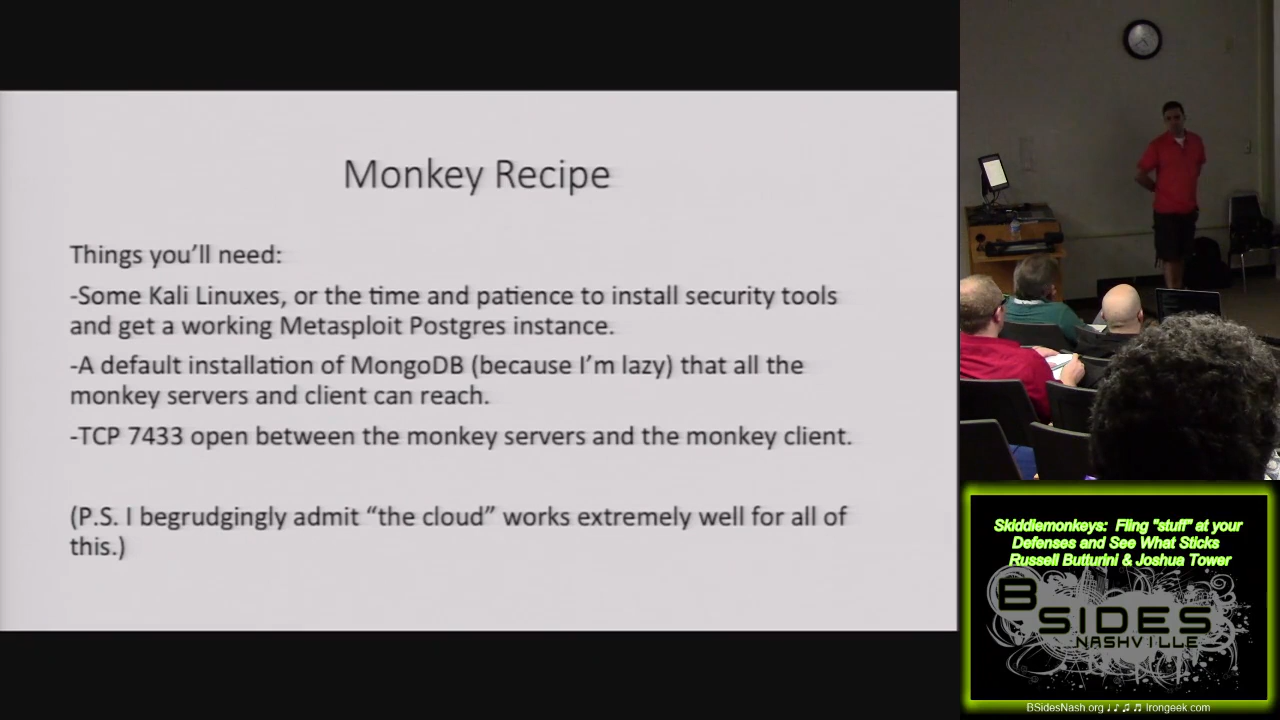 Monkey Recipe
Things you'll need:
-Some Kali Linuxes, or the time and patience to install security tools
and get a working Metasploit Postgres instance.
-A default installation of MongoDB (because I'm lazy) that all the
monkey servers and client can reach.
-TCP 7433 open between the monkey servers and the monkey client.
(P.S. I begrudgingly admit “the cloud” works extremely well for all of
this.)
Skiddiemonkeys: Fling "stuff" at your
Defenses and See What Sticks
Russell Butturini & Joshua Tower
BSIDES
NASHVILLE
BSidesNash.org ♩♪♫♬ Irongeek.com